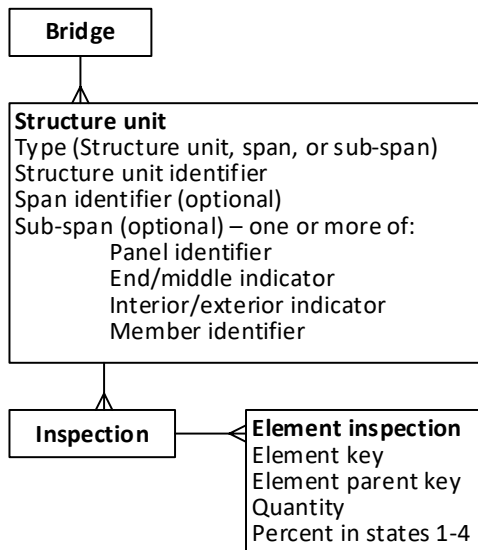 Bridge
Structure unit
Type (Structure unit, span, or sub-span)
Structure unit identifier
Span identifier (optional)
Sub-span (optional) – one or more of:
Panel identifier
End/middle indicator
Interior/exterior indicator
Member identifier
Inspection
Element inspection
Element key
Element parent key
Quantity
Percent in states 1-4